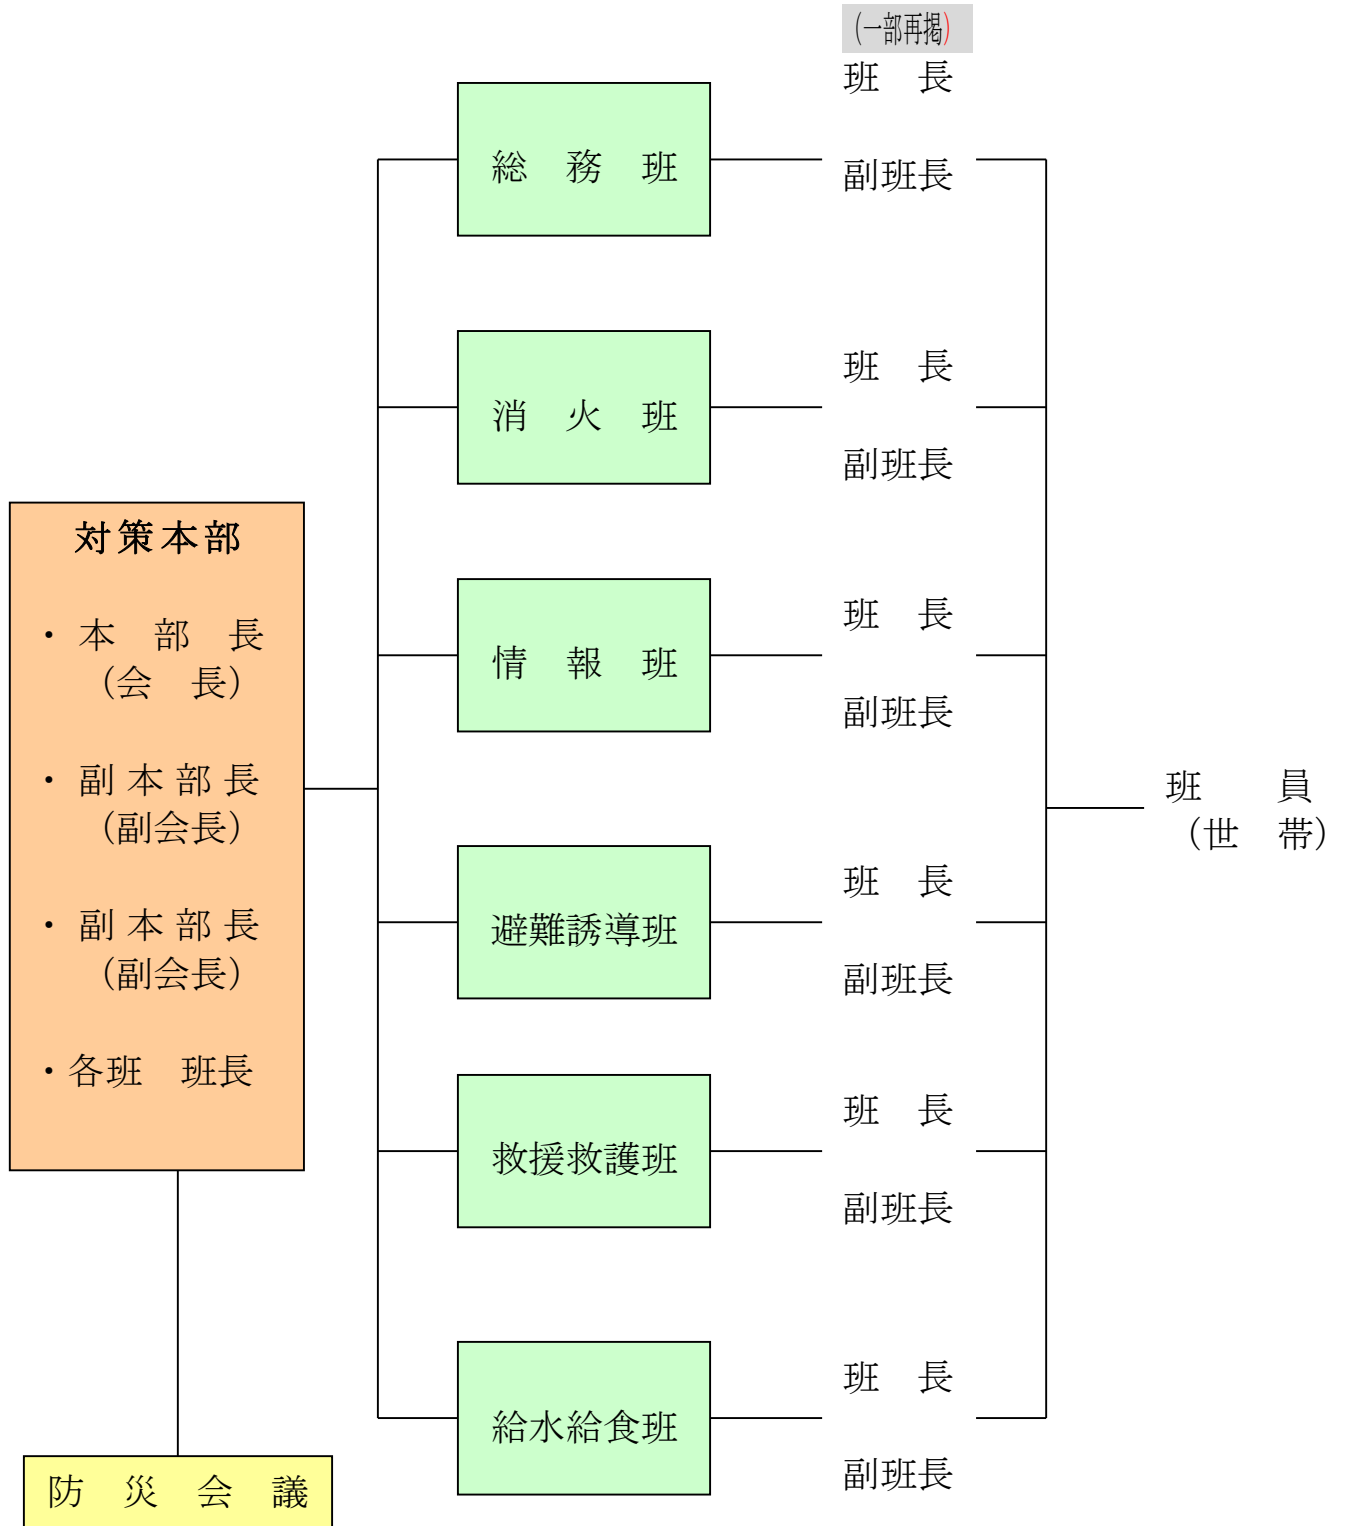 (一部再掲)
班　長
総　務　班
副班長
班　長
消　火　班
副班長
対策本部
・本　部　長
(会　長)
・副本部長
(副会長)
・副本部長
(副会長)
・各班　班長
班　長
情　報　班
副班長
班　　員
(世　帯)
班　長
避難誘導班
副班長
班　長
救援救護班
副班長
班　長
給水給食班
副班長
防　災　会　議